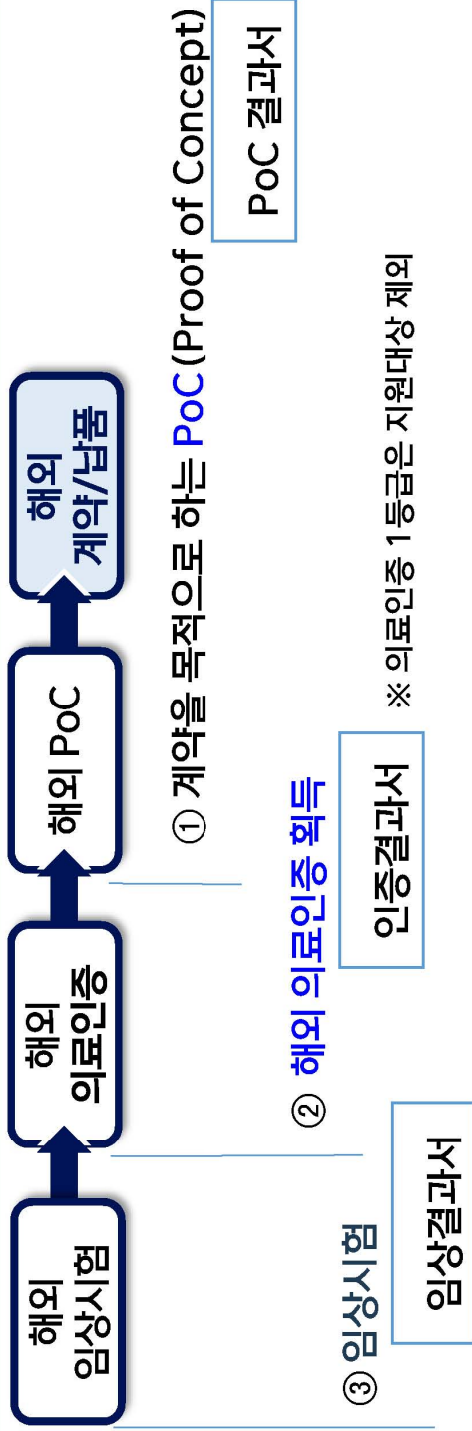 해외
임상시험
해외
의료인증
해외 PoC
해외
계약/납품
① 계약을 목적으로 하는 PoC(Proof of Concept)
PoC 결과서
② 해외 의료인증 획득
인증결과서
※ 의료인증 1등급은 지원대상 제외
③ 임상시험
임상결과서